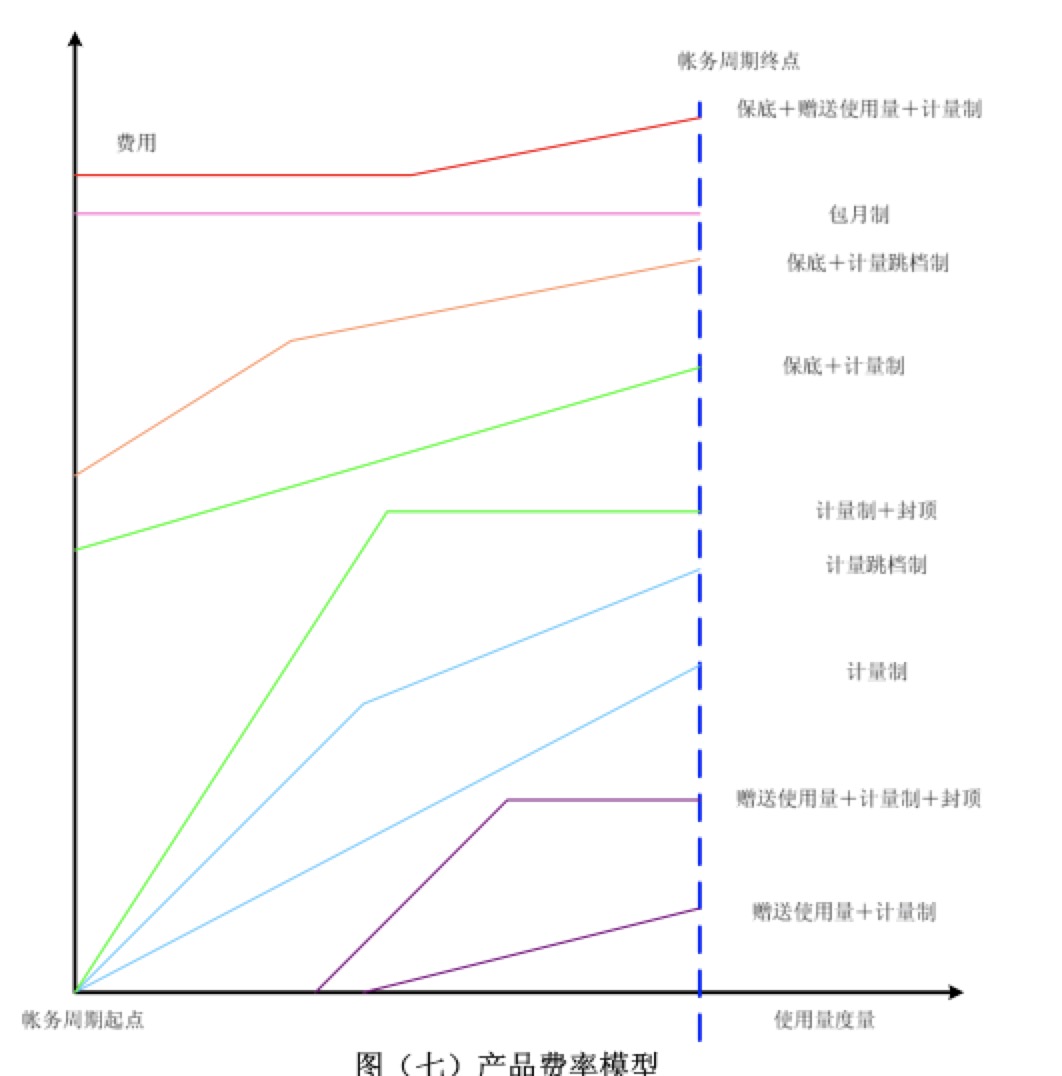 帐务周期终点
保底＋赠送使用量＋计量制
费用
包月制
保底＋计量跳档制
保底＋计量制
计量制＋封顶
计量跳档制
计量制
赠送使用量＋计量制＋封顶
赠送使用量＋计量制
帐务周期起点
使用量度量
图（七）产品费率模型